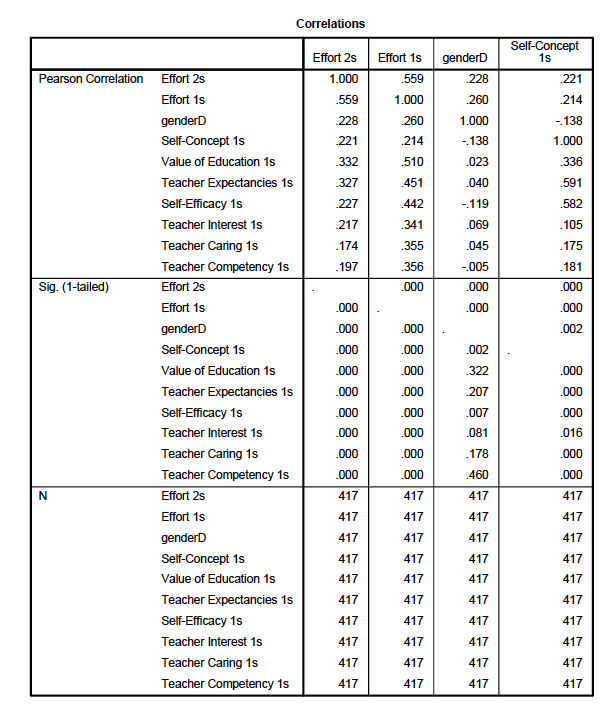 Correlations
Effort 2s Effort 1s genderD Self-Concept 1s
Pearson Correlation Effort 2s 1.000 .559 .228 .221
Effort 1s .559 1.000 .260 .214
genderD .228 .260 1.000 -.138
Self-Concept 1s .221 .214 -.138 1.000
Value of Education 1s .332 .510 .023 .336
Teacher Expectancies 1s .327 .451 .040 .591
Self-Efficacy 1s .227 .442 -.119 .582
Teacher Interest 1s .217 .341 .069 .105
Teacher Caring 1s .174 .355 .045 .175
Teacher Competency 1s .197 .356 -.005 .181
Sig. (1-tailed) Effort 2s . .000 .000 .000
Effort 1s .000 . .000 .000
genderD .000 .000 . .002
Self-Concept 1s .000 .000 .002 .
Value of Education 1s .000 .000 .322 .000
Teacher Expectancies 1s .000 .000 .207 .000
Self-Efficacy 1s .000 .000 .007 .000
Teacher Interest 1s .000 .000 .081 .016
Teacher Caring 1s .000 .000 .178 .000
Teacher Competency 1s .000 .000 .460 .000
N Effort 2s 417 417 417 417
Effort 1s 417 417 417 417
genderD 417 417 417 417
Self-Concept 1s 417 417 417 417
Value of Education 1s 417 417 417 417
Teacher Expectancies 1s 417 417 417 417
Self-Efficacy 1s 417 417 417 417
Teacher Interest 1s 417 417 417 417
Teacher Caring 1s 417 417 417 417
Teacher Competency 1s 417 417 417 417